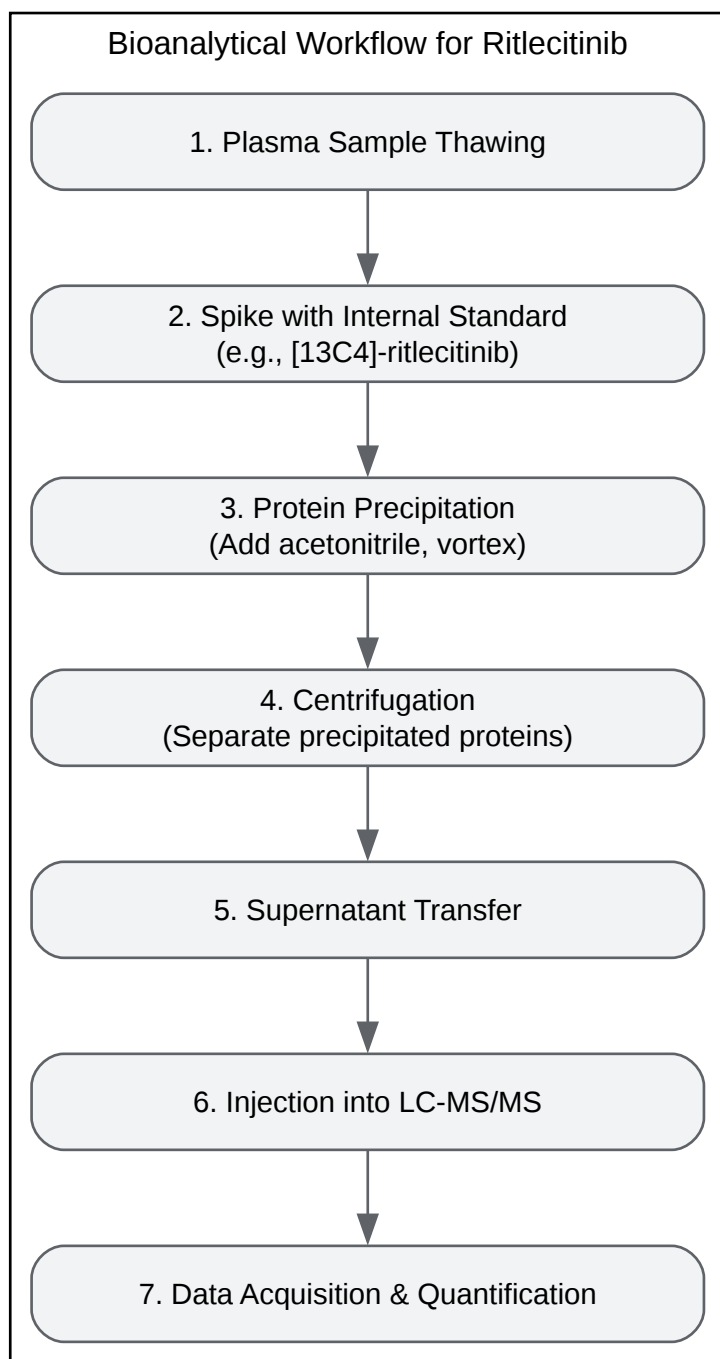 Bioanalytical Workflow for Ritlecitinib
1. Plasma Sample Thawing
2. Spike with Internal Standard
(e.g., [13C4]-ritlecitinib)
3. Protein Precipitation
(Add acetonitrile, vortex)
4. Centrifugation
(Separate precipitated proteins)
5. Supernatant Transfer
6. Injection into LC-MS/MS
7. Data Acquisition & Quantification